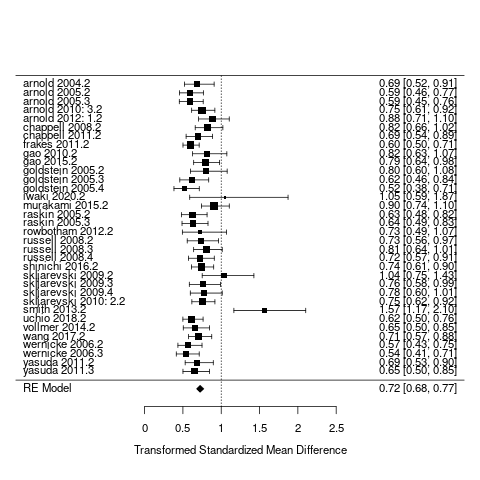 arnold 2004.2 0.69 [0.52, 0.91]
arnold 2005.2 0.59 [0.46, 0.77]
arnold 2005.3 0.59 [0.45, 0.76]
arnold 2010: 3.2 0.75 [0.61, 0.92]
arnold 2012: 1.2 0.88 [0.71, 1.10]
chappell 2008.2 0.82 [0.66, 1.02]
chappell 2011.2 0.69 [0.54, 0.89]
frakes 2011.2 0.60 [0.50, 0.71]
gao 2010.2 0.82 [0.63, 1.07]
gao 2015.2 0.79 [0.64, 0.98]
goldstein 2005.2 0.80 [0.60, 1.08]
goldstein 2005.3 0.62 [0.46, 0.84]
goldstein 2005.4 0.52 [0.38, 0.71]
iwaki 2020.2 1.05 [0.59, 1.87]
murakami 2015.2 0.90 [0.74, 1.10]
raskin 2005.2 0.63 [0.48, 0.82]
raskin 2005.3 0.64 [0.49, 0.83]
rowbotham 2012.2 0.73 [0.49, 1.07]
russell 2008.2 0.73 [0.56, 0.97]
russell 2008.3 0.81 [0.64, 1.01]
russell 2008.4 0.72 [0.57, 0.91]
shinichi 2016.2 0.74 [0.61, 0.90]
skljarevski 2009.2 1.04 [0.75, 1.43]
skljarevski 2009.3 0.76 [0.58, 0.99]
skljarevski 2009.4 0.78 [0.60, 1.01]
skljarevski 2010: 2.2 0.75 [0.62, 0.92]
smith 2013.2 1.57 [1.17, 2.10]
uchio 2018.2 0.62 [0.50, 0.76]
vollmer 2014.2 0.65 [0.50, 0.85]
wang 2017.2 0.71 [0.57, 0.88]
wernicke 2006.2 0.57 [0.43, 0.75]
wernicke 2006.3 0.54 [0.41, 0.71]
yasuda 2011.2 0.69 [0.53, 0.90]
yasuda 2011.3 0.65 [0.50, 0.85]
RE Model 0.72 [0.68, 0.77]
0 0.5 1 1.5 2 2.5
Transformed Standardized Mean Difference